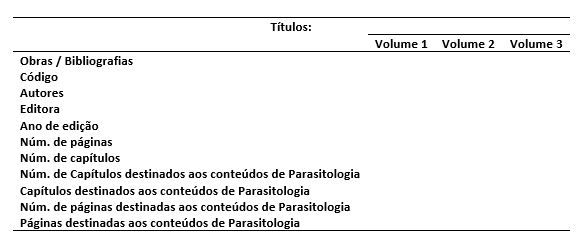 Títulos:
Volume 1 Volume 2 Volume 3
Obras / Bibliografias
Código
Autores
Editora
Ano de edição
Núm. de páginas
Núm. de capítulos
Núm. de Capítulos destinados aos conteúdos de Parasitologia
Capítulos destinados aos conteúdos de Parasitologia
Núm. de páginas destinadas aos conteúdos de Parasitologia
Páginas destinadas aos conteúdos de Parasitologia